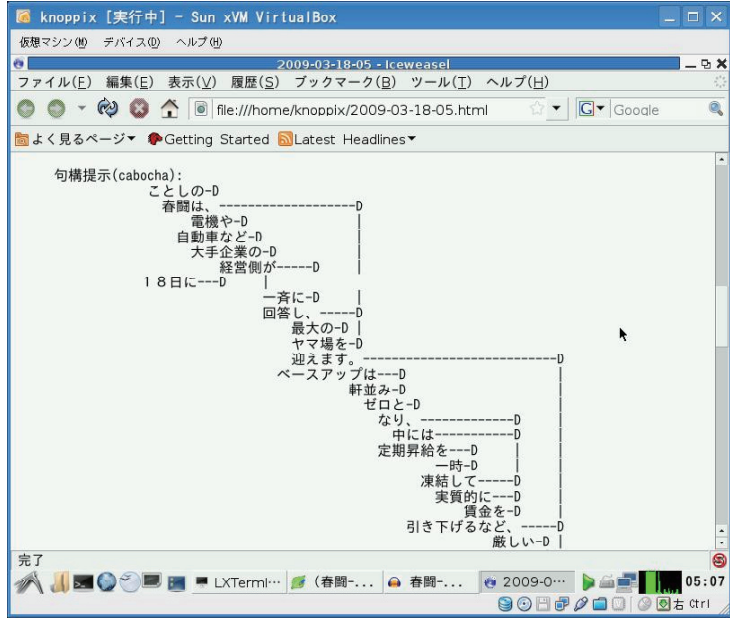 knoppix [実行中] - Sun xVM VirtualBox
仮想マシン(M) デバイス(D) ヘルプ(H)
2009-03-18-05 - Iceweasel
ファイル(F) 編集(E) 表示(V) 履歴(S) ブックマーク(B) ツール(T) ヘルプ(H)
file:///home/knoppix/2009-03-18-05.html
G Google
よく見るページ Getting Started Latest Headlines
句構提示(cabocha):
ことしの-D
春闘は、-------------------D
電機や-D |
自動車など-D |
大手企業の-D |
経営側が-----D |
18日に---D | |
一斉に-D |
回答し、-----D
最大の-D |
ヤマ場を-D
迎えます。---------------------------D
ベースアップは---D |
軒並み-D |
ゼロと-D |
なり、-------------D |
中には-----------D |
定期昇給を---D | |
一時-D | |
凍結して-----D |
実質的に---D |
賃金を-D |
引き下げるなど、-----D
厳しい-D |
完了
LXTermi… (春闘-... 春闘-... 2009-0… 05:07
右 Ctrl